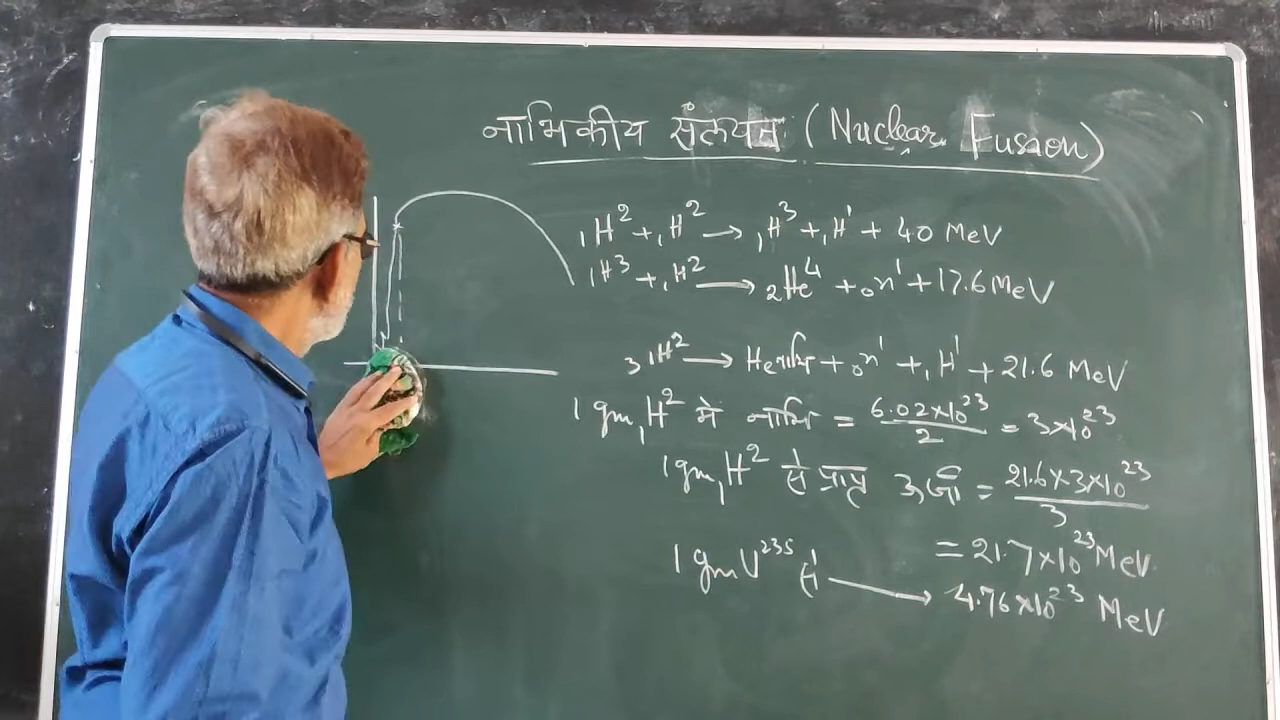 नाभिकीय संलयन (Nuclear Fusion)
₁H² + ₁H² → ₁H³ + ₁H¹ + 40 MeV
₁H³ + ₁H² → ₂He⁴ + ₀n¹ + 17.6 MeV
3 ₁H² → He नाभि + ₀n¹ + ₁H¹ + 21.6 MeV
1 gm ₁H² मे नाभि = 6.02×10²³ / 2 = 3×10²³
1 gm ₁H² से प्राप्त ऊर्जा = 21.6×3×10²³ / 3
= 21.7×10²³ MeV
1 gm U²³⁵ से → 4.76×10²³ MeV